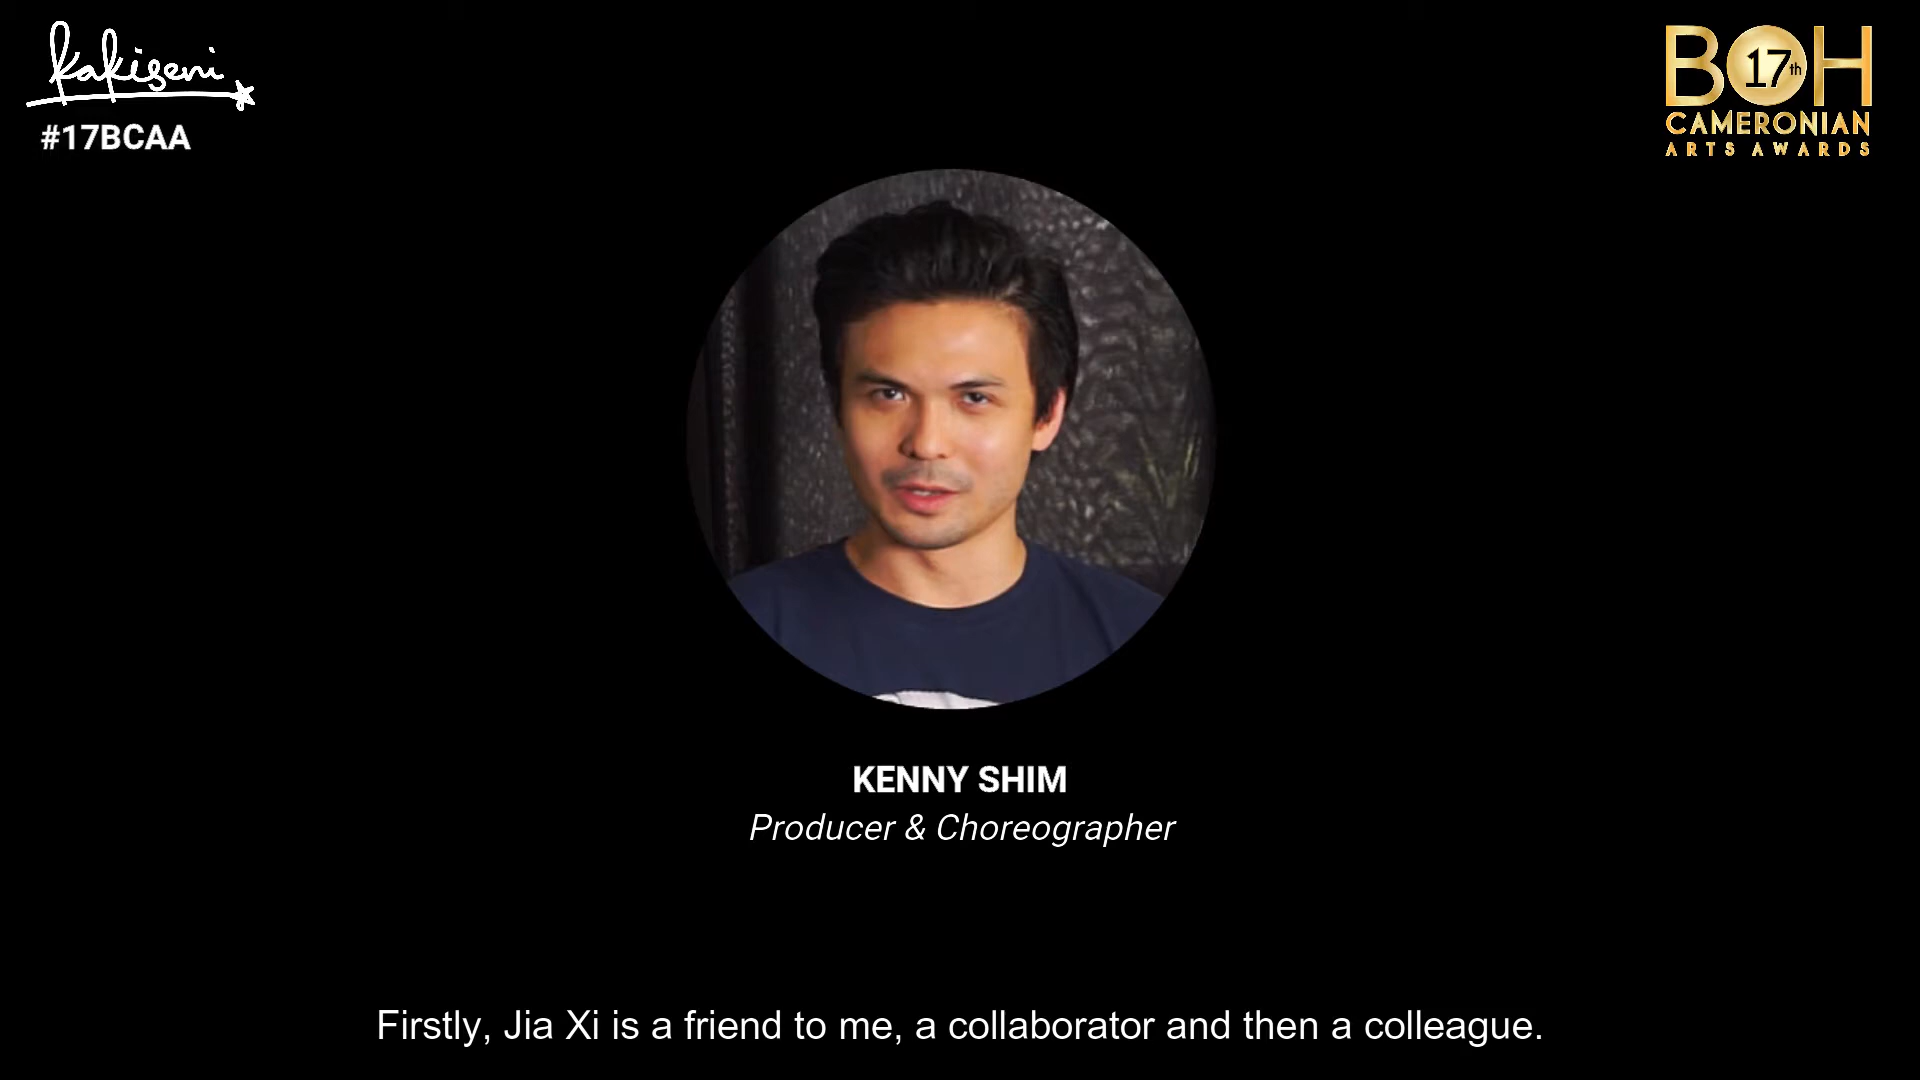 kakiseni
#17BCAA
BOH
17th
CAMERONIAN
ARTS AWARDS
KENNY SHIM
Producer & Choreographer
Firstly, Jia Xi is a friend to me, a collaborator and then a colleague.